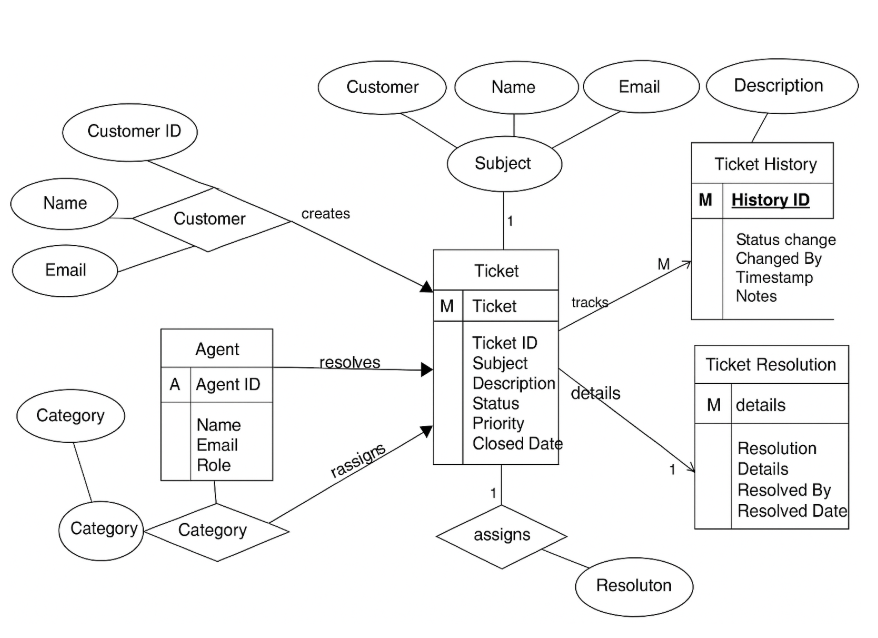 Customer
Name
Email
Description
Customer ID
Subject
Ticket History
M
History ID
Name
Customer
creates
1
Status change
Changed By
Timestamp
Notes
Email
Ticket
M
M
Ticket
tracks
Agent
resolves
Ticket ID
Subject
Description
Status
Priority
Closed Date
Ticket Resolution
A
Agent ID
details
M
details
Category
Name
Email
Role
rassigns
Resolution
Details
Resolved By
Resolved Date
1
1
Category
Category
assigns
Resoluton